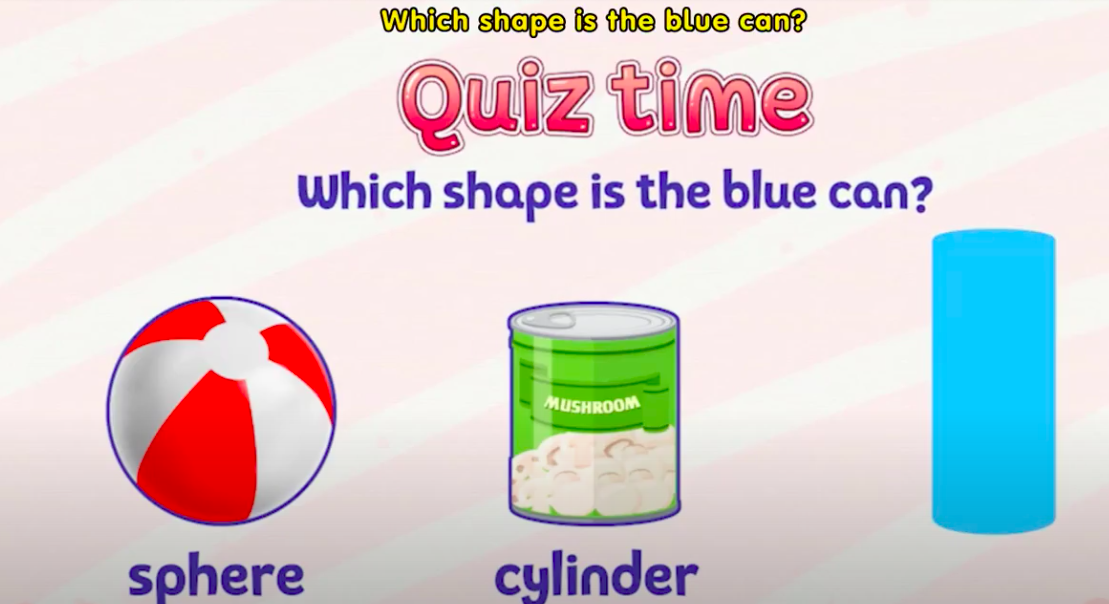 Which shape is the blue can?
Quiz time
Which shape is the blue can?
MUSHROOM
sphere
cylinder